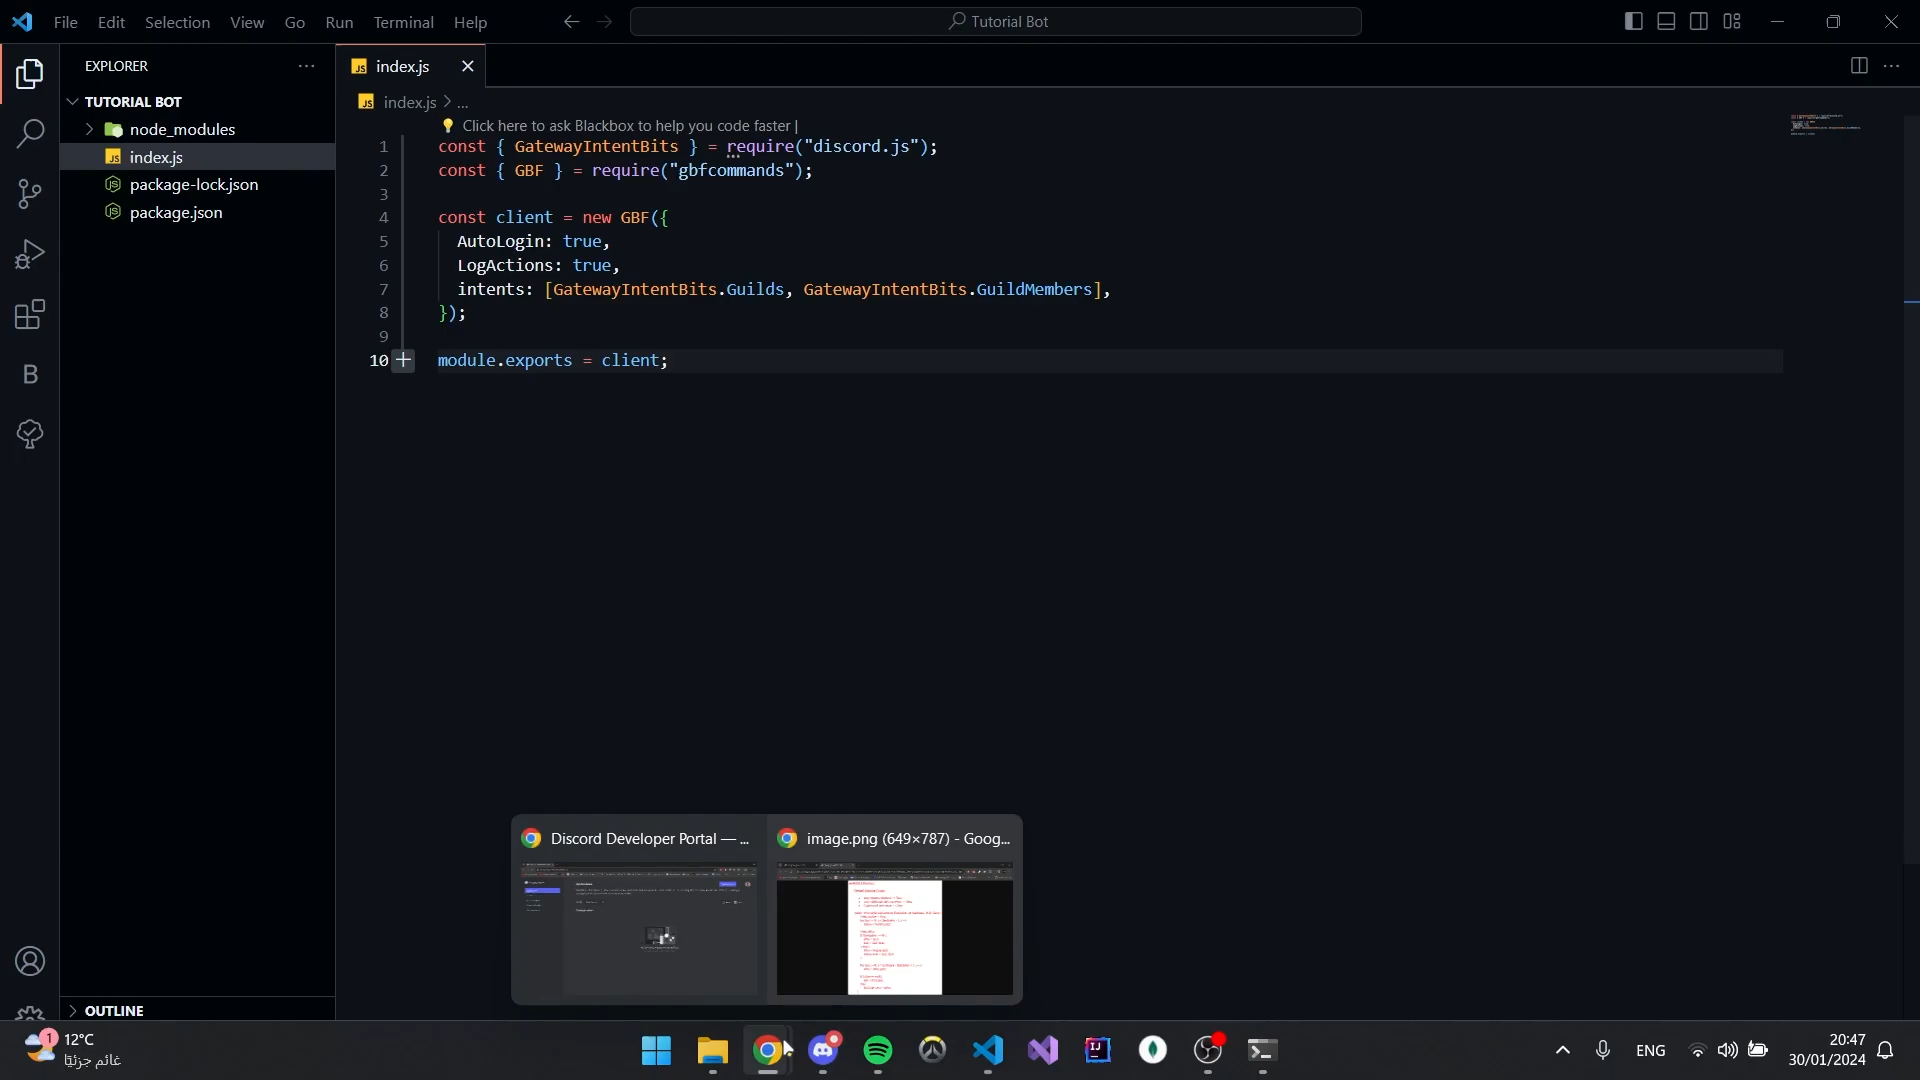 File Edit Selection View Go Run Terminal Help
Tutorial Bot
EXPLORER
TUTORIAL BOT
node_modules
index.js
package-lock.json
package.json
OUTLINE
index.js
index.js > ...
Click here to ask Blackbox to help you code faster |
1 const { GatewayIntentBits } = require("discord.js");
2 const { GBF } = require("gbfcommands");
3
4 const client = new GBF({
5 AutoLogin: true,
6 LogActions: true,
7 intents: [GatewayIntentBits.Guilds, GatewayIntentBits.GuildMembers],
8 });
9
10 module.exports = client;
Discord Developer Portal — ...
image.png (649×787) - Goog...
1
12°C
غائم جزئيًا
ENG
20:47
30/01/2024